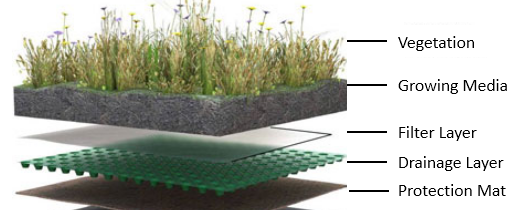 Vegetation
Growing Media
Filter Layer
Drainage Layer
Protection Mat